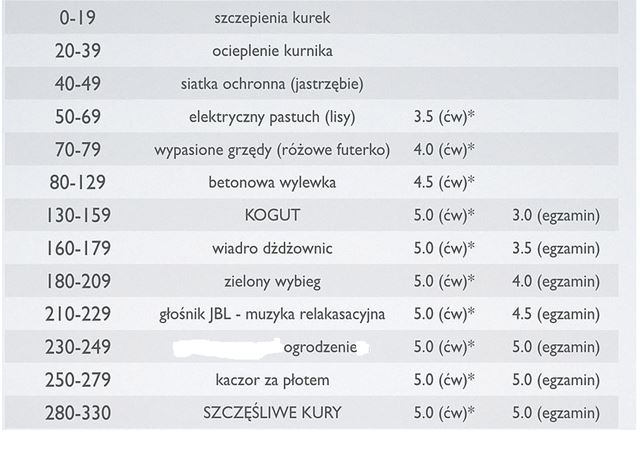 0-19 szczepienia kurek
20-39 ocieplenie kurnika
40-49 siatka ochronna (jastrzębie)
50-69 elektryczny pastuch (lisy) 3.5 (ćw)*
70-79 wypasione grzędy (różowe futerko) 4.0 (ćw)*
80-129 betonowa wylewka 4.5 (ćw)*
130-159 KOGUT 5.0 (ćw)* 3.0 (egzamin)
160-179 wiadro dżdżownic 5.0 (ćw)* 3.5 (egzamin)
180-209 zielony wybieg 5.0 (ćw)* 4.0 (egzamin)
210-229 głośnik JBL - muzyka relakasacyjna 5.0 (ćw)* 4.5 (egzamin)
230-249 ogrodzenie 5.0 (ćw)* 5.0 (egzamin)
250-279 kaczor za płotem 5.0 (ćw)* 5.0 (egzamin)
280-330 SZCZĘŚLIWE KURY 5.0 (ćw)* 5.0 (egzamin)